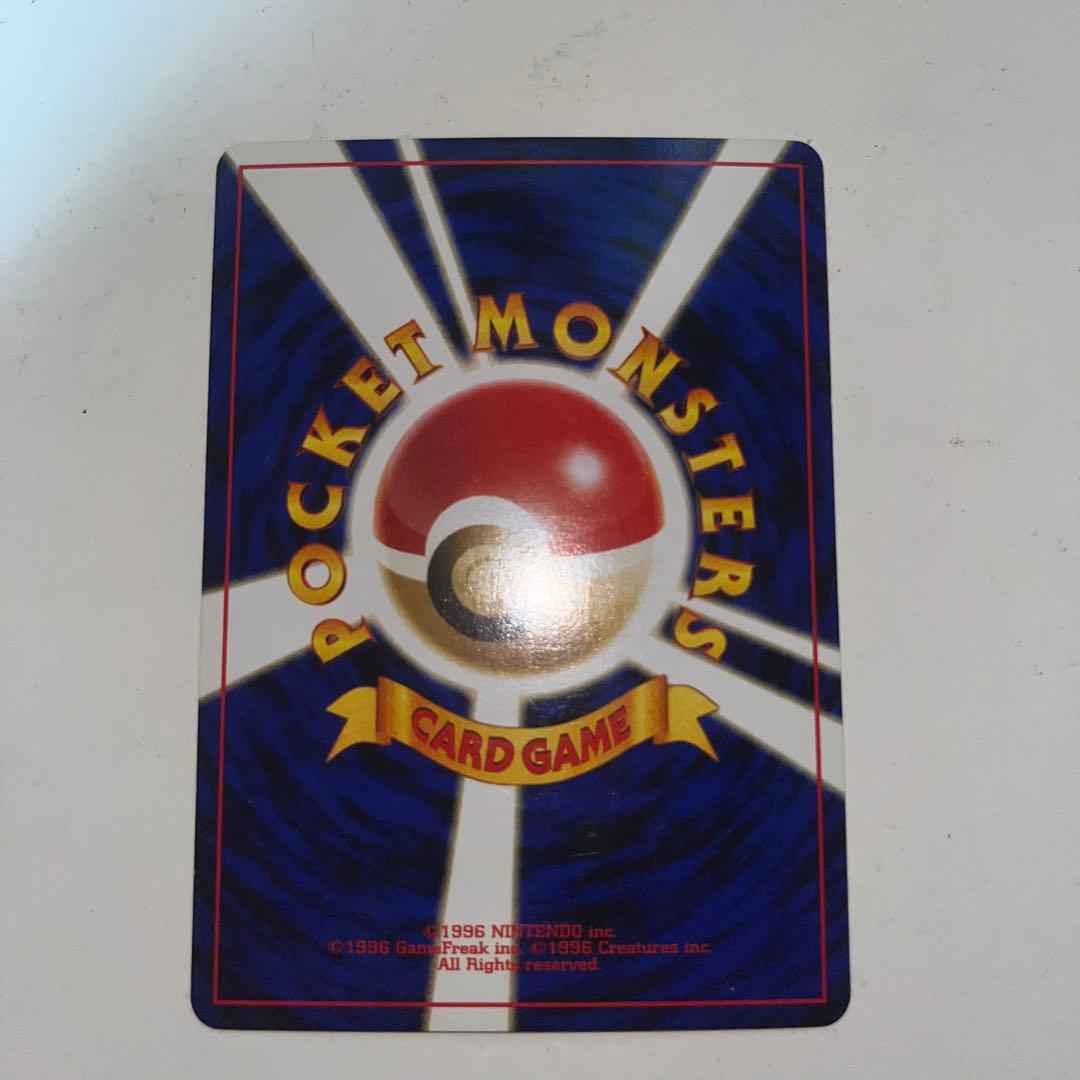 POCKET MONSTERS
CARD GAME
©1996 NINTENDO inc.
©1996 GameFreak inc. ©1996 Creatures inc.
All Rights reserved.